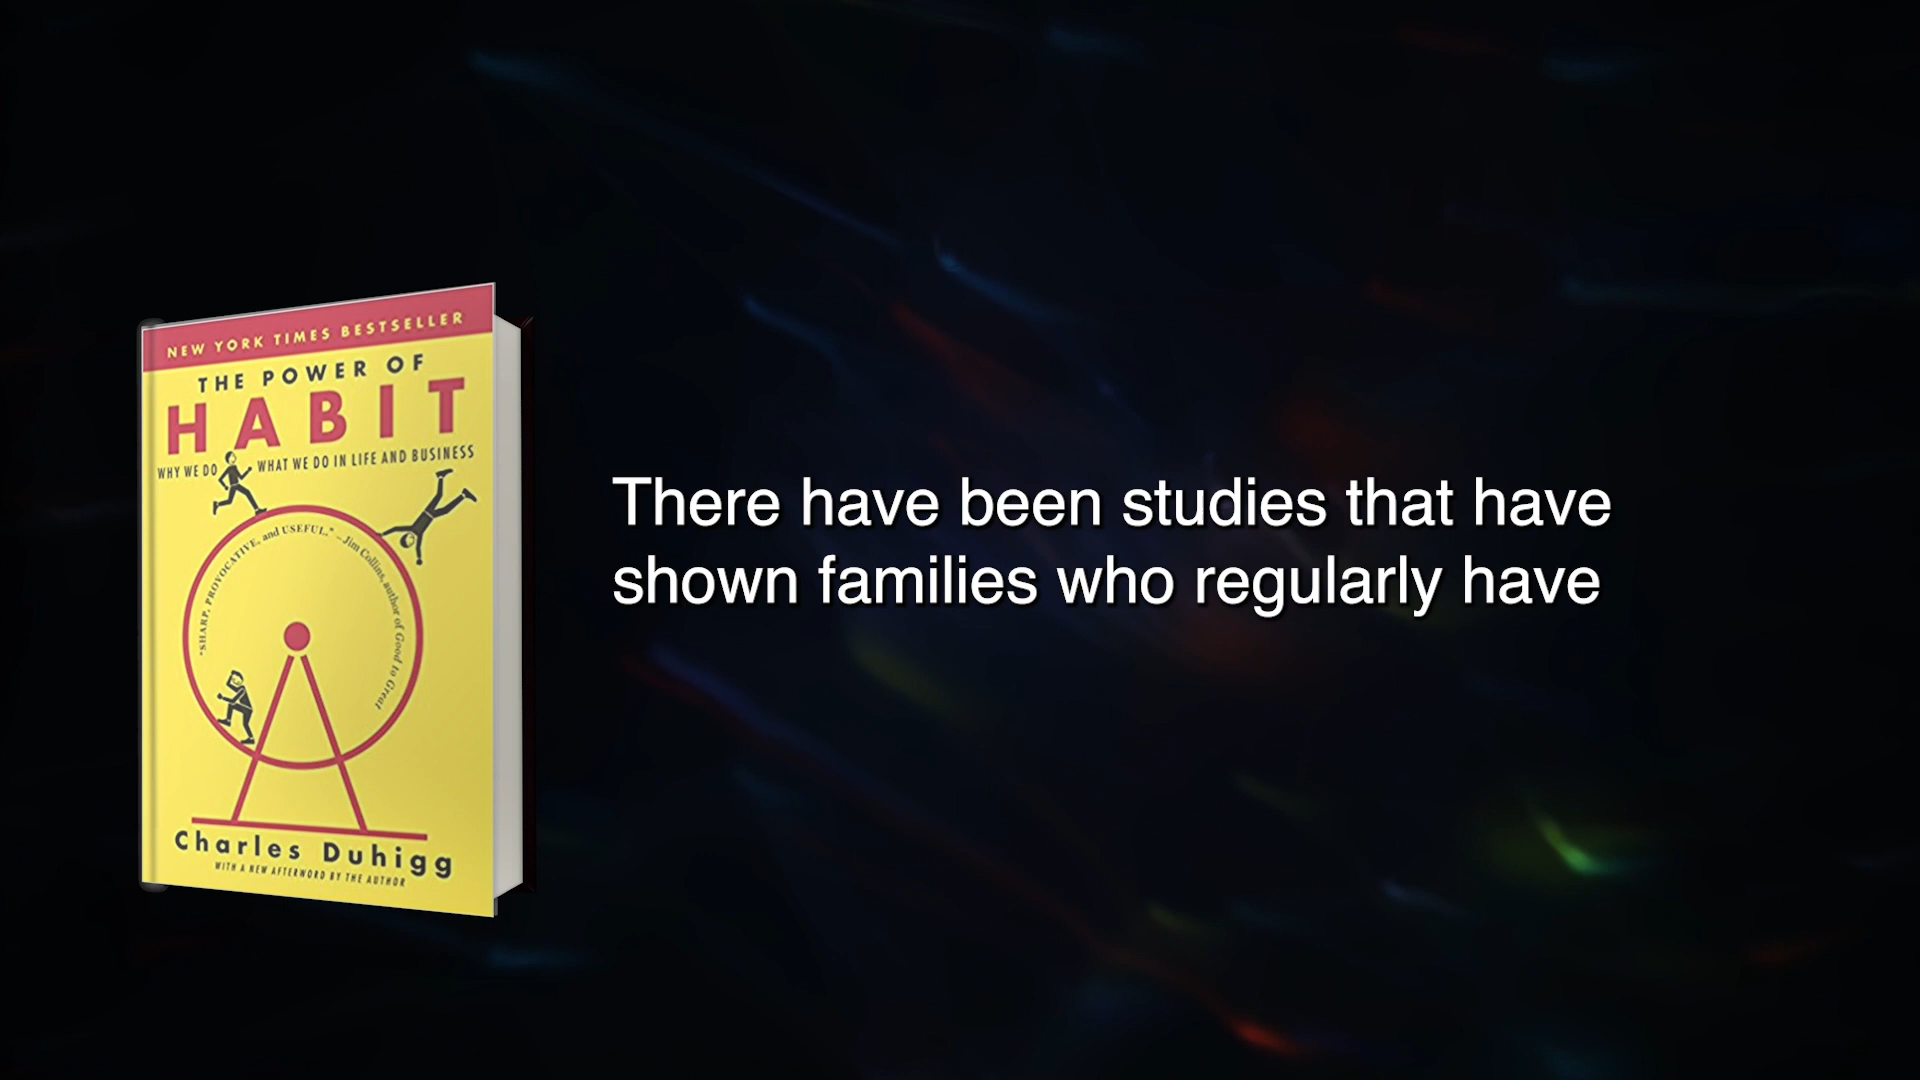 NEW YORK TIMES BESTSELLER
THE POWER OF
HABIT
WHY WE DO WHAT WE DO IN LIFE AND BUSINESS
"SHARP, PROVOCATIVE, and USEFUL." –Jim Collins, author of Good to Great
Charles Duhigg
WITH A NEW AFTERWORD BY THE AUTHOR
There have been studies that have
shown families who regularly have